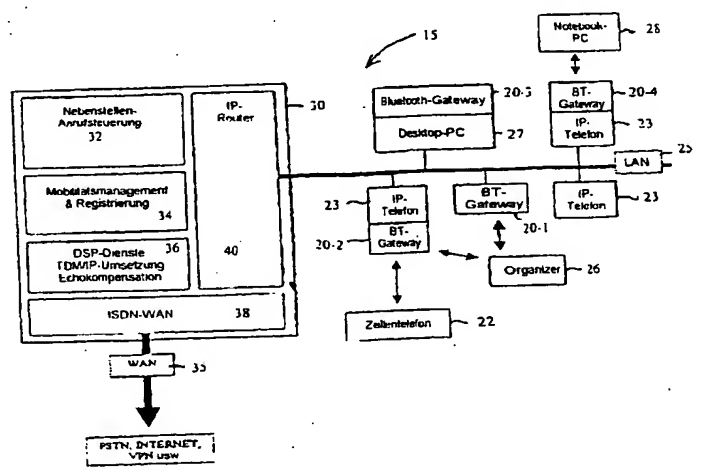 15
Notebook-
PC
28
Nebenstellen-
Anrufsteuerung
32
IP-
Router
30
Bluetooth-Gateway
20-3
Desktop-PC
27
BT-
Gateway
20-4
IP-
Telefon
23
LAN
25
Mobilitätsmanagement
& Registrierung
34
23
IP-
Telefon
BT-
Gateway
20-2
BT-
Gateway
20-1
IP-
Telefon
23
DSP-Dienste
36
TDM/IP-Umsetzung
Echokompensation
40
Organizer
26
ISDN-WAN
38
Zellentelefon
22
WAN
35
PSTN, INTERNET,
VPN usw